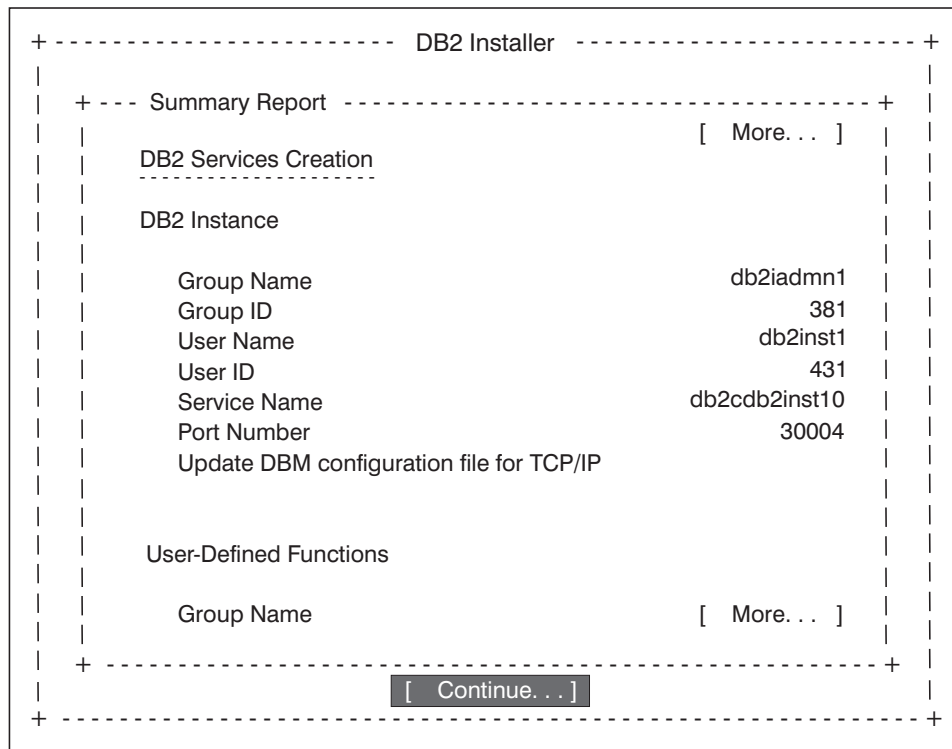 DB2 Installer
Summary Report
[ More. . . ]
DB2 Services Creation
DB2 Instance
Group Name db2iadmn1
Group ID 381
User Name db2inst1
User ID 431
Service Name db2cdb2inst10
Port Number 30004
Update DBM configuration file for TCP/IP
User-Defined Functions
Group Name [ More. . . ]
[ Continue. . . ]